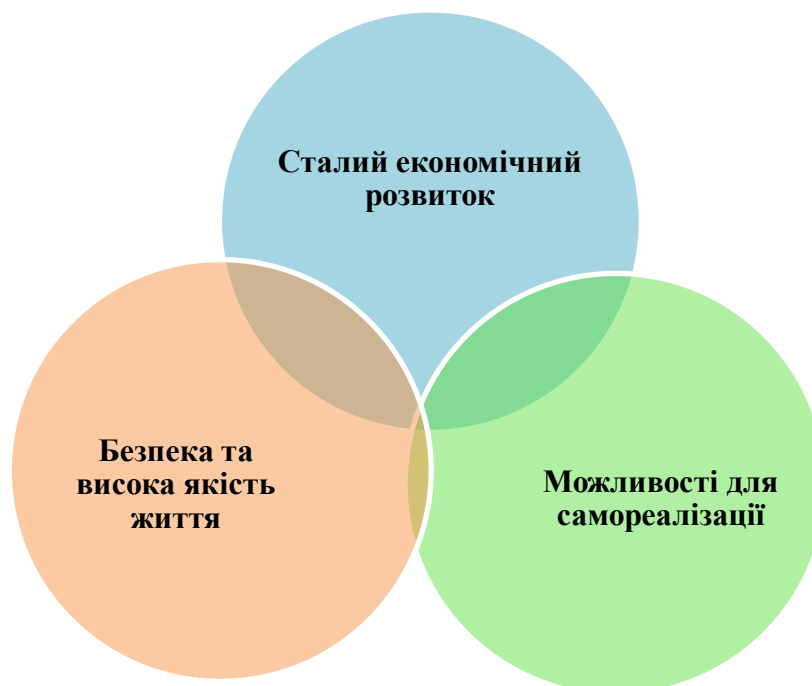 Сталий економічний
розвиток
Безпека та
висока якість
життя
Можливості для
самореалізації